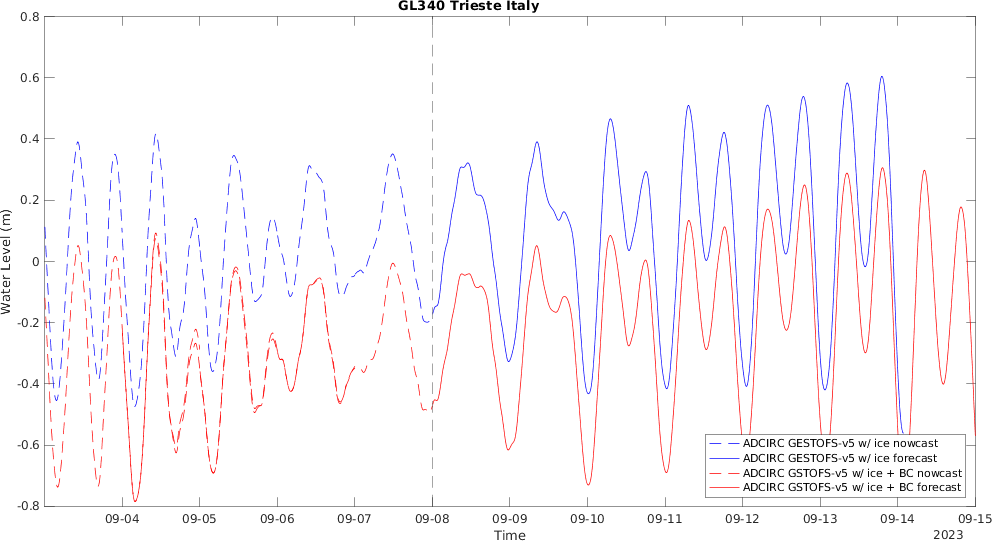 GL340 Trieste Italy
0.8
0.6
0.4
0.2
0
-0.2
-0.4
-0.6
-0.8
Water Level (m)
ADCIRC GESTOFS-v5 w/ ice nowcast
ADCIRC GESTOFS-v5 w/ ice forecast
ADCIRC GSTOFS-v5 w/ ice + BC nowcast
ADCIRC GSTOFS-v5 w/ ice + BC forecast
09-04 09-05 09-06 09-07 09-08 09-09 09-10 09-11 09-12 09-13 09-14 09-15
Time
2023